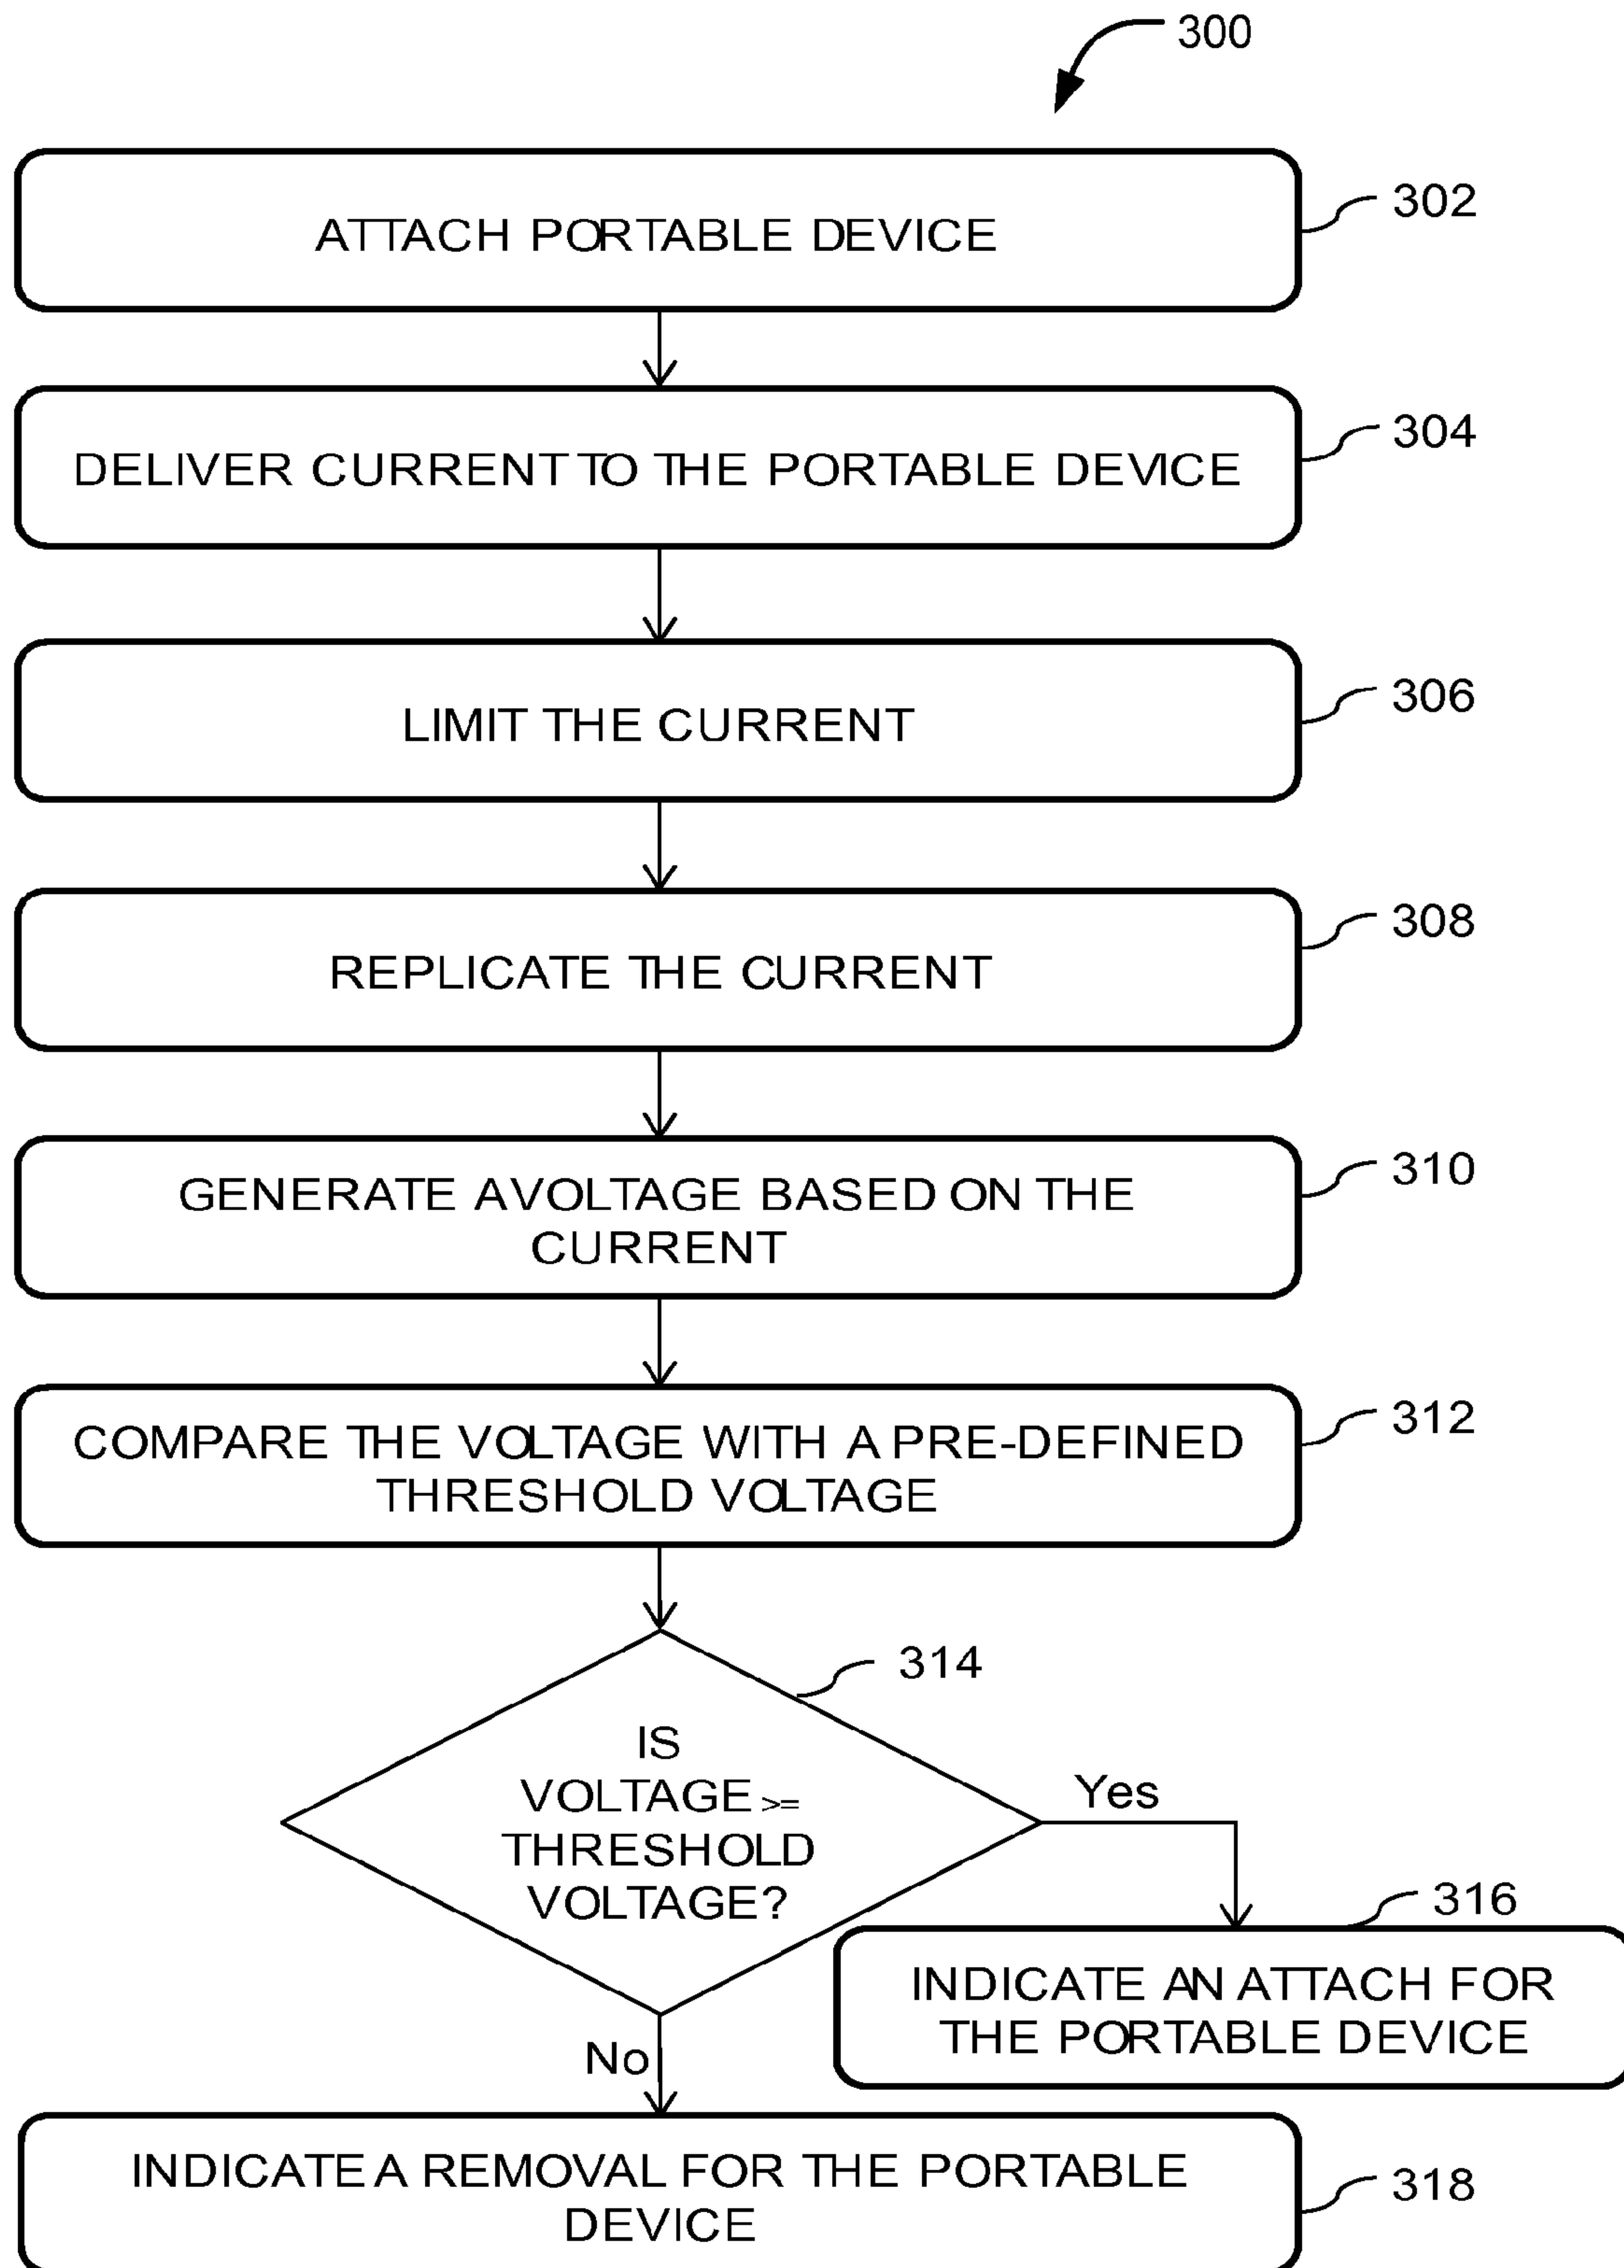 300
ATTACH PORTABLE DEVICE
302
DELIVER CURRENT TO THE PORTABLE DEVICE
304
LIMIT THE CURRENT
306
REPLICATE THE CURRENT
308
GENERATE A VOLTAGE BASED ON THE
CURRENT
310
COMPARE THE VOLTAGE WITH A PRE-DEFINED
THRESHOLD VOLTAGE
312
314
IS
VOLTAGE >=
THRESHOLD
VOLTAGE?
Yes
316
INDICATE AN ATTACH FOR
THE PORTABLE DEVICE
No
INDICATE A REMOVAL FOR THE PORTABLE
DEVICE
318